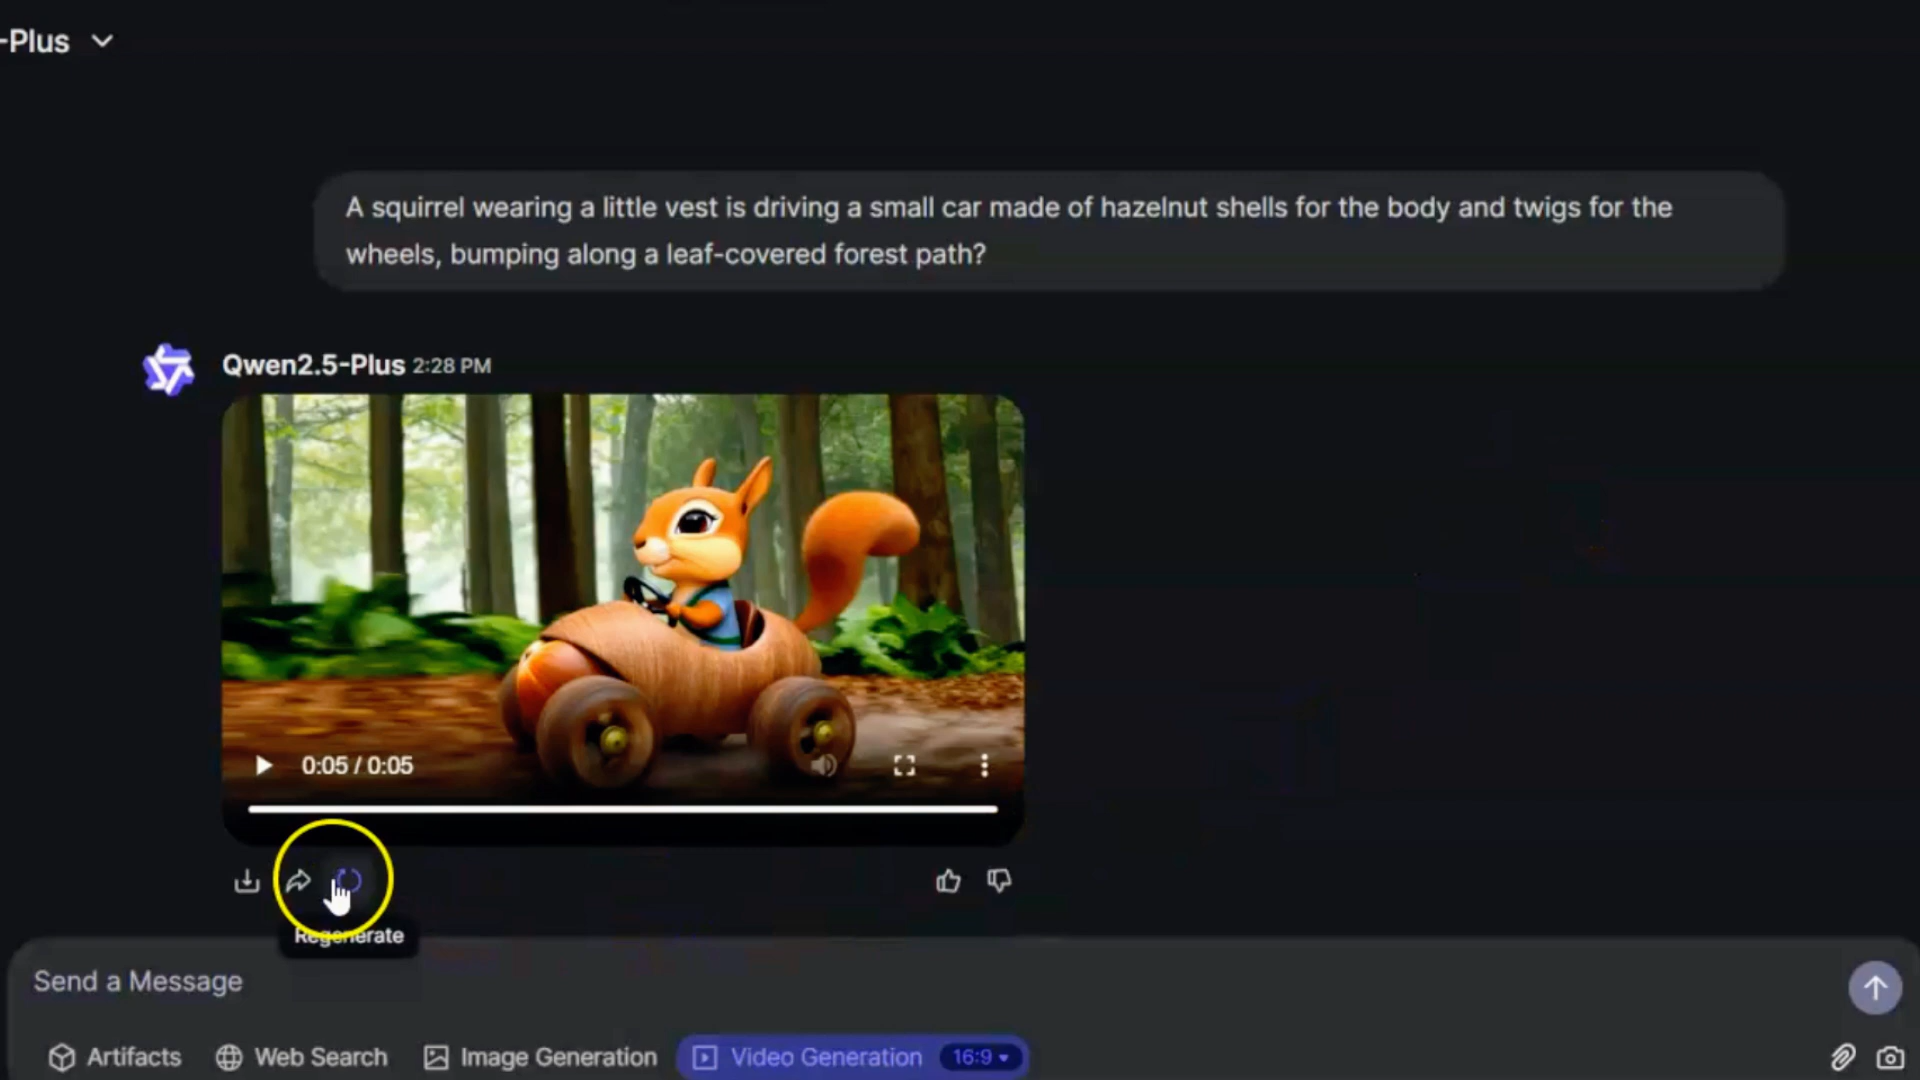 -Plus
A squirrel wearing a little vest is driving a small car made of hazelnut shells for the body and twigs for the
wheels, bumping along a leaf-covered forest path?
Qwen2.5-Plus 2:28 PM
0:05 / 0:05
Regenerate
Send a Message
Artifacts Web Search Image Generation Video Generation 16:9